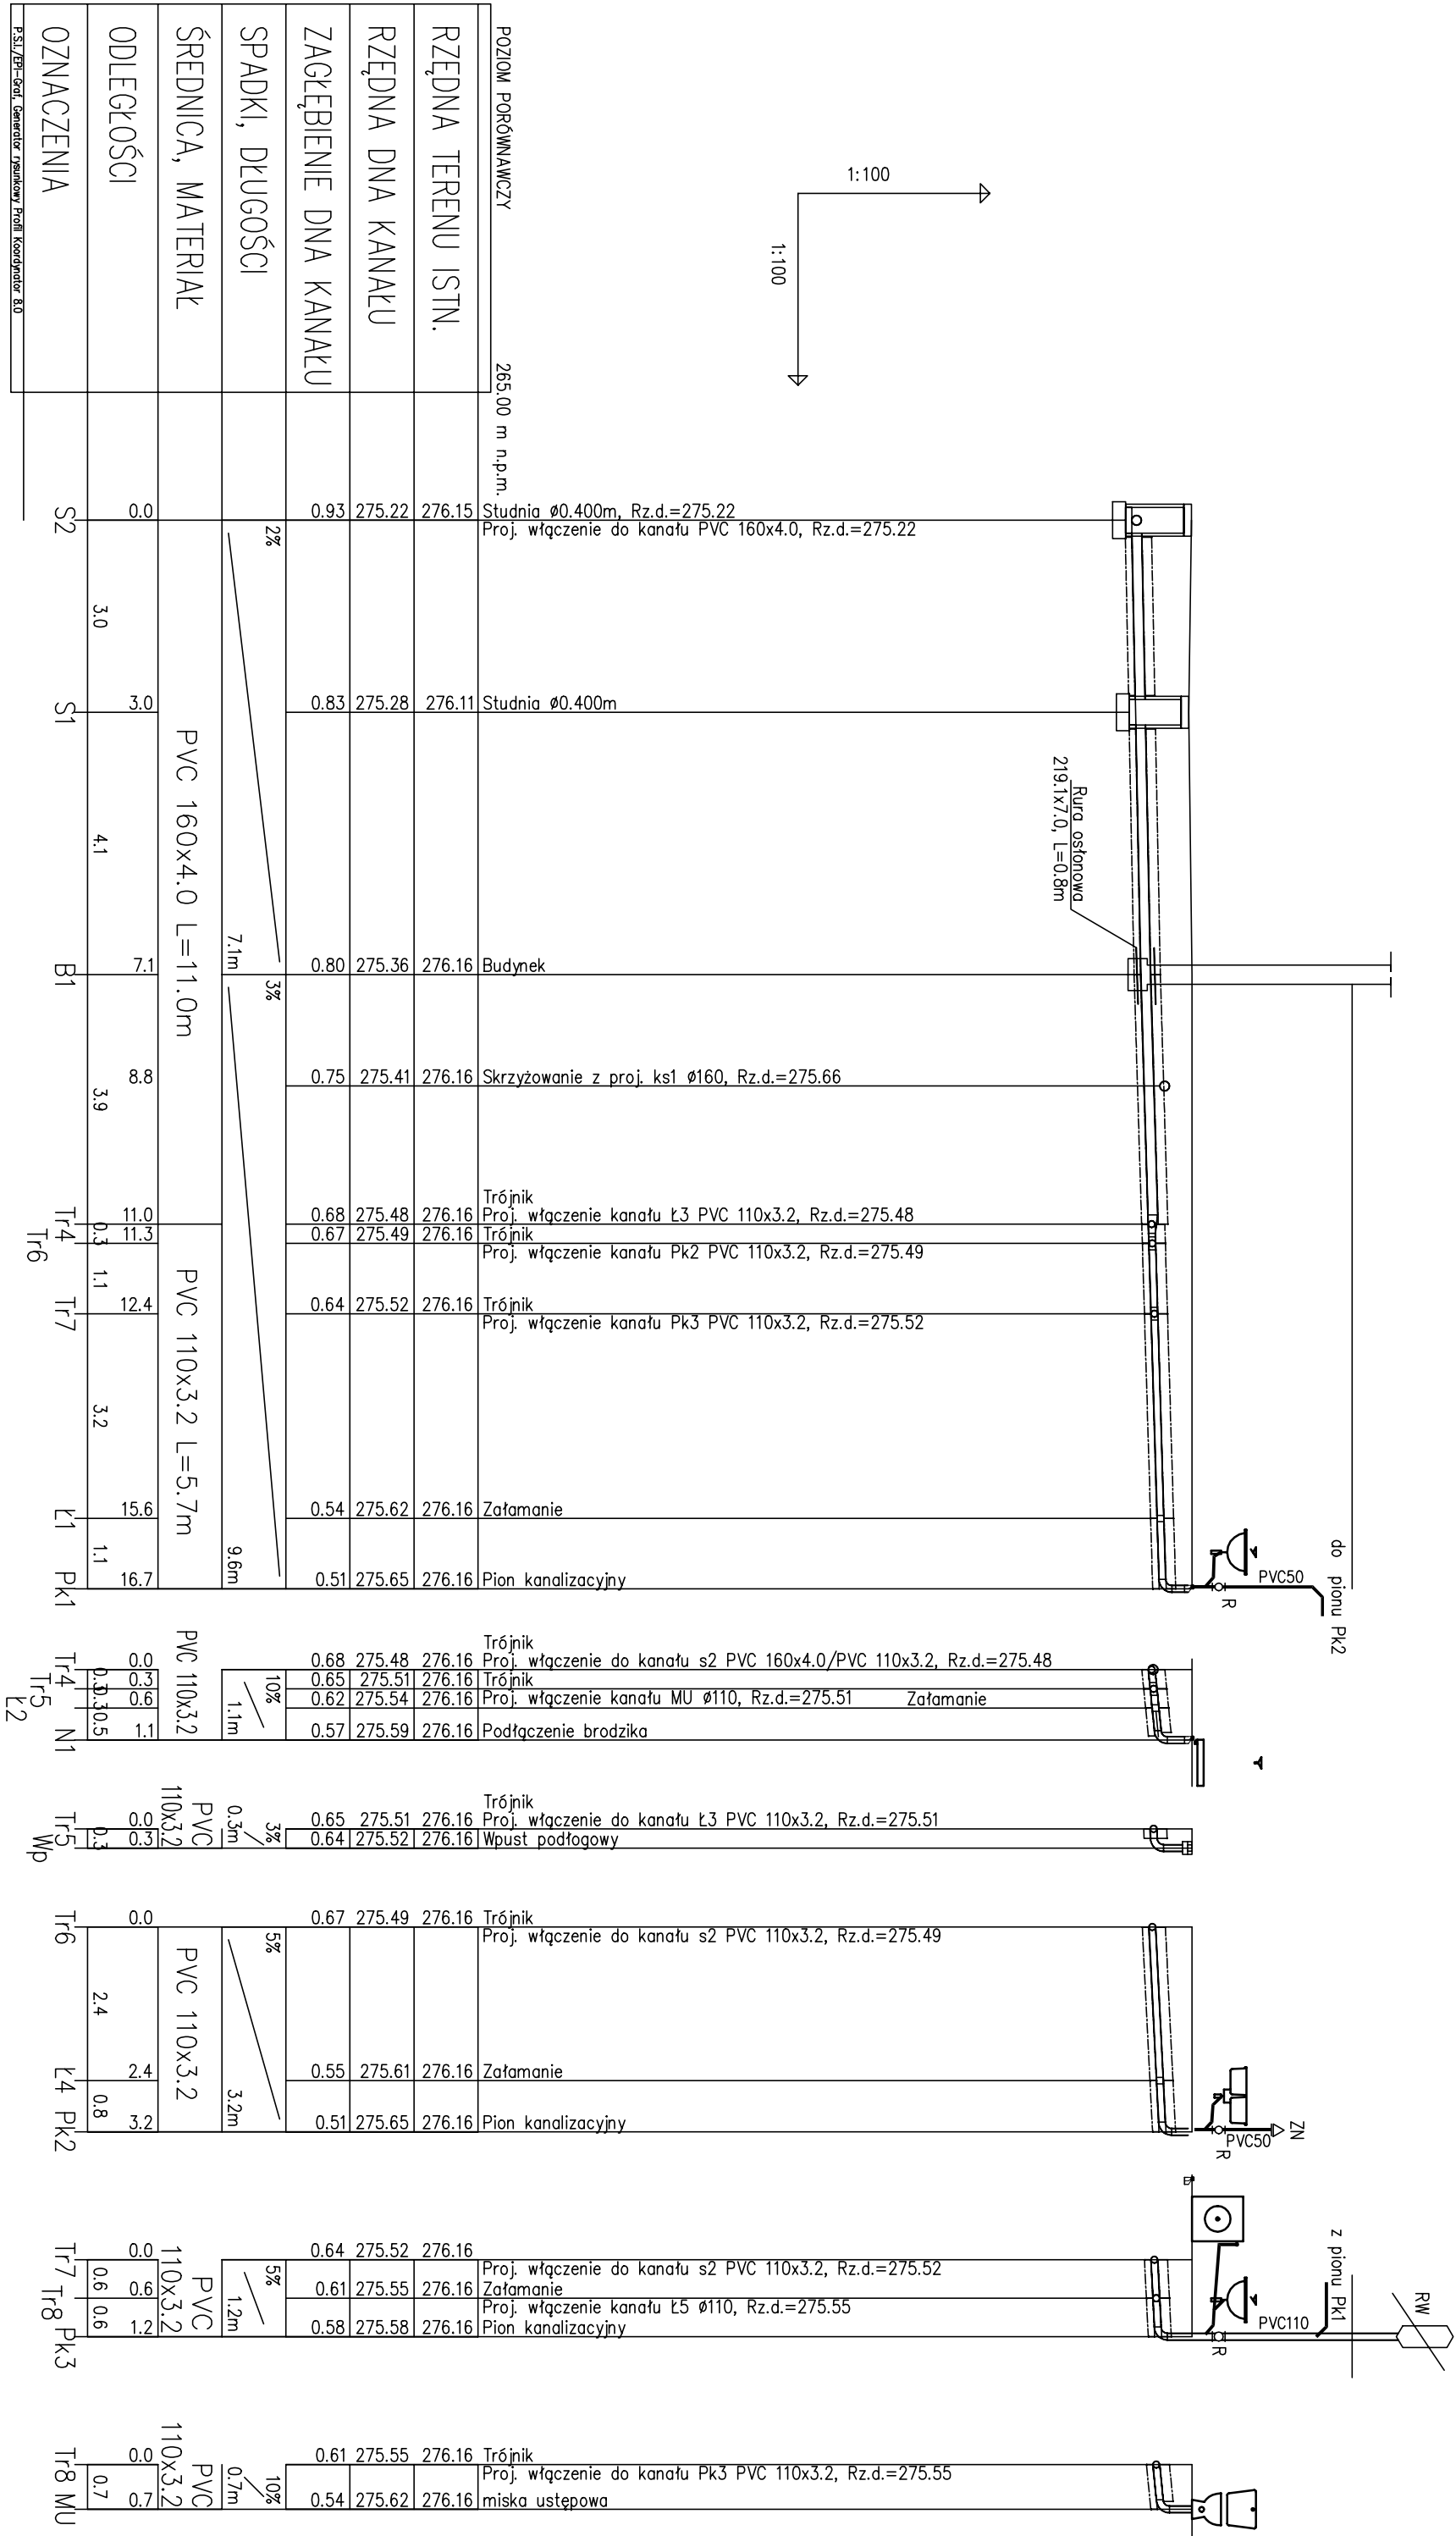 1:100
1:100
POZIOM PORÓWNAWCZY 265.00 m n.p.m.
RZĘDNA TERENU ISTN.
RZĘDNA DNA KANAŁU
ZAGŁĘBIENIE DNA KANAŁU
SPADKI, DŁUGOŚCI
ŚREDNICA, MATERIAŁ
ODLEGŁOŚCI
OZNACZENIA
P.S.I./EPI-Graf, Generator rysunkowy Profil Koordynator 8.0
S2 0.0 0.93 275.22 276.15 Studnia ø0.400m, Rz.d.=275.22
Proj. włączenie do kanału PVC 160x4.0, Rz.d.=275.22
2%
3.0
S1 3.0 0.83 275.28 276.11 Studnia ø0.400m
PVC 160x4.0 L=11.0m
4.1
7.1m
Rura osłonowa
219.1x7.0, L=0.8m
B1 7.1 0.80 275.36 276.16 Budynek
3%
8.8 0.75 275.41 276.16 Skrzyżowanie z proj. ks1 ø160, Rz.d.=275.66
3.9
Trójnik
Tr4 11.0 0.68 275.48 276.16 Proj. włączenie kanału Ł3 PVC 110x3.2, Rz.d.=275.48
0.3
Tr6 11.3 0.67 275.49 276.16 Trójnik
Proj. włączenie kanału Pk2 PVC 110x3.2, Rz.d.=275.49
1.1
Tr7 12.4 0.64 275.52 276.16 Trójnik
Proj. włączenie kanału Pk3 PVC 110x3.2, Rz.d.=275.52
PVC 110x3.2 L=5.7m
3.2
Ł1 15.6 0.54 275.62 276.16 Załamanie
1.1
9.6m
Pk1 16.7 0.51 275.65 276.16 Pion kanalizacyjny
PVC50
R
do pionu Pk2
Trójnik
Tr4 0.0 0.68 275.48 276.16 Proj. włączenie do kanału s2 PVC 160x4.0/PVC 110x3.2, Rz.d.=275.48
0.3
Tr5 0.3 0.65 275.51 276.16 Trójnik
0.3
Ł2 0.6 0.62 275.54 276.16 Proj. włączenie kanału MU ø110, Rz.d.=275.51 Załamanie
0.5
PVC 110x3.2
10%
1.1m
N1 1.1 0.57 275.59 276.16 Podłączenie brodzika
Trójnik
Tr5 0.0 0.65 275.51 276.16 Proj. włączenie do kanału Ł3 PVC 110x3.2, Rz.d.=275.51
0.3
PVC
110x3.2
3%
0.3m
Wp 0.3 0.64 275.52 276.16 Wpust podłogowy
Tr6 0.0 0.67 275.49 276.16 Trójnik
Proj. włączenie do kanału s2 PVC 110x3.2, Rz.d.=275.49
5%
2.4
PVC 110x3.2
Ł4 2.4 0.55 275.61 276.16 Załamanie
0.8
3.2m
Pk2 3.2 0.51 275.65 276.16 Pion kanalizacyjny
ZN
PVC50
R
Tr7 0.0 0.64 275.52 276.16
Proj. włączenie do kanału s2 PVC 110x3.2, Rz.d.=275.52
0.6
5%
Tr8 0.6 0.61 275.55 276.16 Załamanie
Proj. włączenie kanału Ł5 ø110, Rz.d.=275.55
0.6
PVC
110x3.2
1.2m
Pk3 1.2 0.58 275.58 276.16 Pion kanalizacyjny
z pionu Pk1
PVC110
R
RW
Tr8 0.0 0.61 275.55 276.16 Trójnik
Proj. włączenie do kanału Pk3 PVC 110x3.2, Rz.d.=275.55
0.7
PVC
110x3.2
10%
0.7m
MU 0.7 0.54 275.62 276.16 miska ustępowa